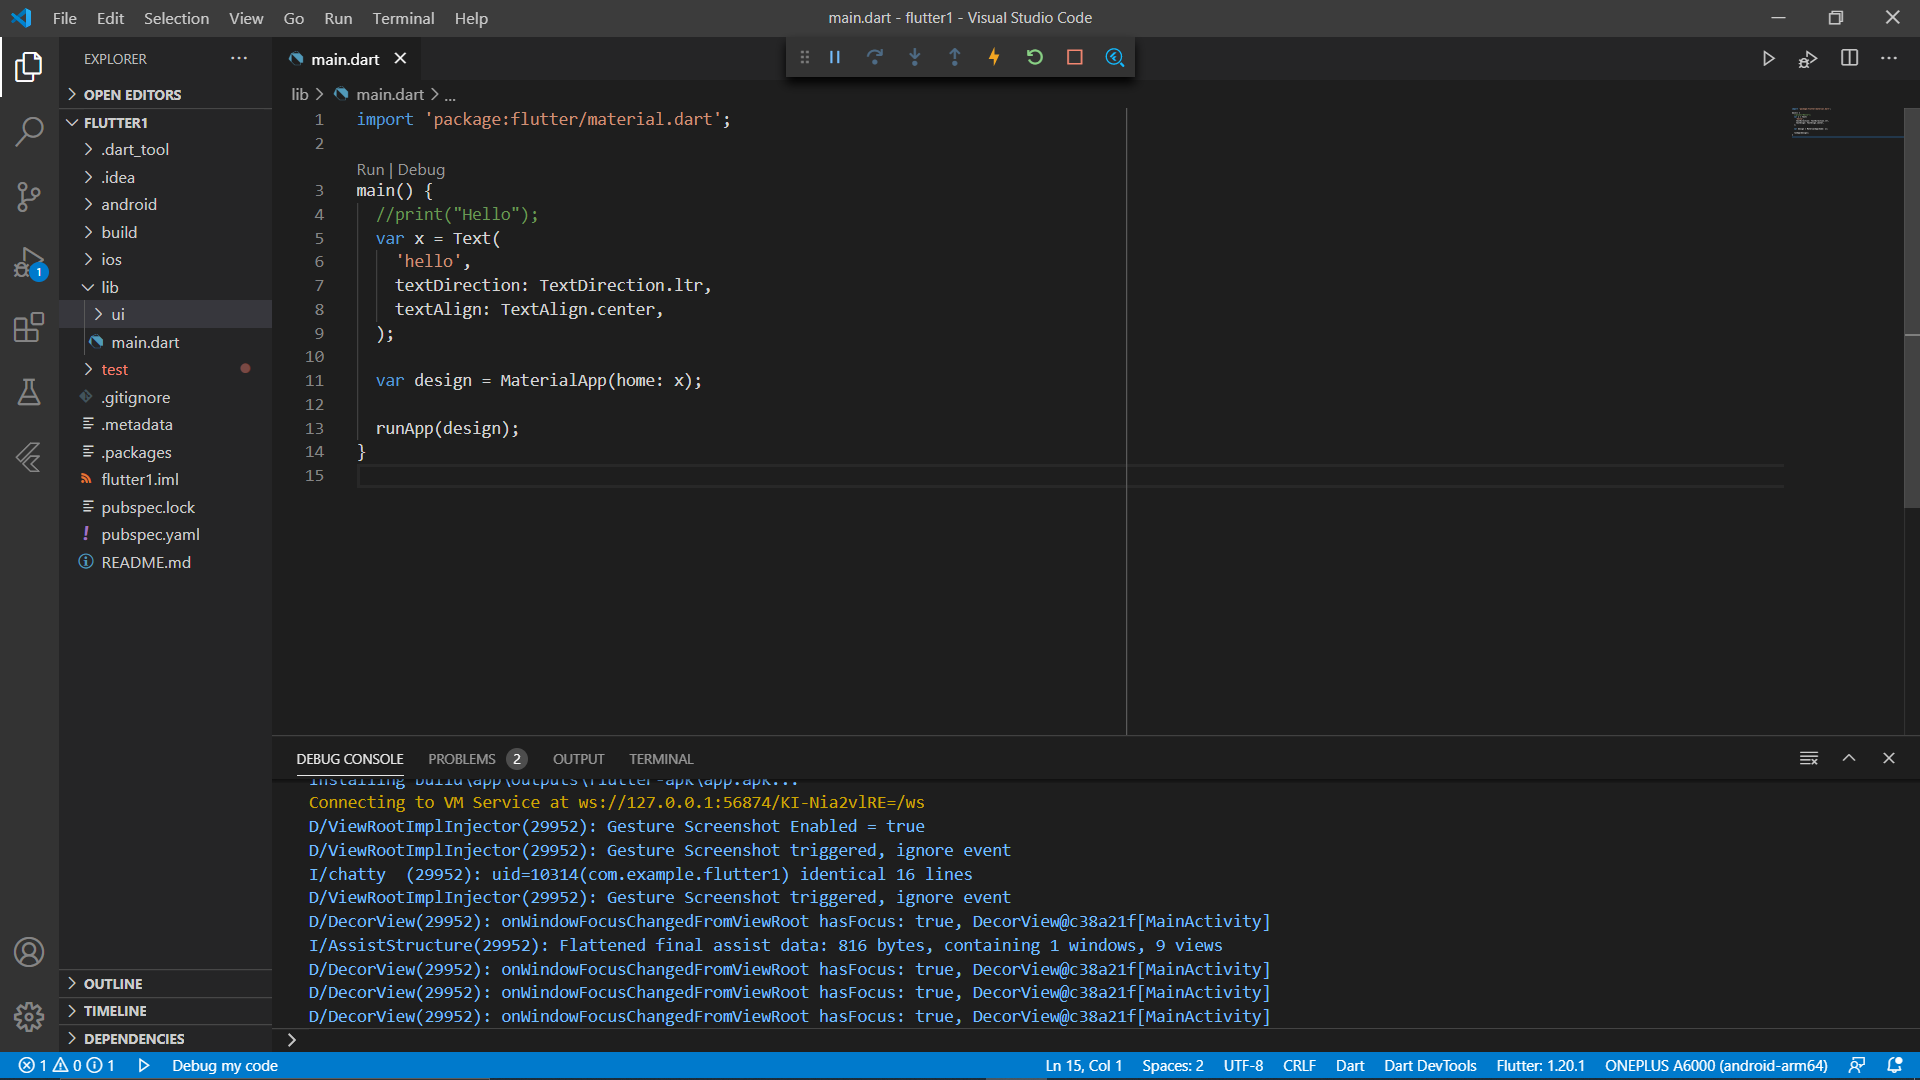 File Edit Selection View Go Run Terminal Help
main.dart - flutter1 - Visual Studio Code
EXPLORER
main.dart
OPEN EDITORS
FLUTTER1
.dart_tool
.idea
android
build
ios
lib
ui
main.dart
test
.gitignore
.metadata
.packages
flutter1.iml
pubspec.lock
pubspec.yaml
README.md
OUTLINE
TIMELINE
DEPENDENCIES
1
lib > main.dart > ...
1 import 'package:flutter/material.dart';
2
Run | Debug
3 main() {
4 //print("Hello");
5 var x = Text(
6 'hello',
7 textDirection: TextDirection.ltr,
8 textAlign: TextAlign.center,
9 );
10
11 var design = MaterialApp(home: x);
12
13 runApp(design);
14 }
15
DEBUG CONSOLE PROBLEMS 2 OUTPUT TERMINAL
Installing build\app\outputs\flutter-apk\app.apk...
Connecting to VM Service at ws://127.0.0.1:56874/KI-Nia2vlRE=/ws
D/ViewRootImplInjector(29952): Gesture Screenshot Enabled = true
D/ViewRootImplInjector(29952): Gesture Screenshot triggered, ignore event
I/chatty (29952): uid=10314(com.example.flutter1) identical 16 lines
D/ViewRootImplInjector(29952): Gesture Screenshot triggered, ignore event
D/DecorView(29952): onWindowFocusChangedFromViewRoot hasFocus: true, DecorView@c38a21f[MainActivity]
I/AssistStructure(29952): Flattened final assist data: 816 bytes, containing 1 windows, 9 views
D/DecorView(29952): onWindowFocusChangedFromViewRoot hasFocus: true, DecorView@c38a21f[MainActivity]
D/DecorView(29952): onWindowFocusChangedFromViewRoot hasFocus: true, DecorView@c38a21f[MainActivity]
D/DecorView(29952): onWindowFocusChangedFromViewRoot hasFocus: true, DecorView@c38a21f[MainActivity]
1 0 1 Debug my code
Ln 15, Col 1 Spaces: 2 UTF-8 CRLF Dart Dart DevTools Flutter: 1.20.1 ONEPLUS A6000 (android-arm64)